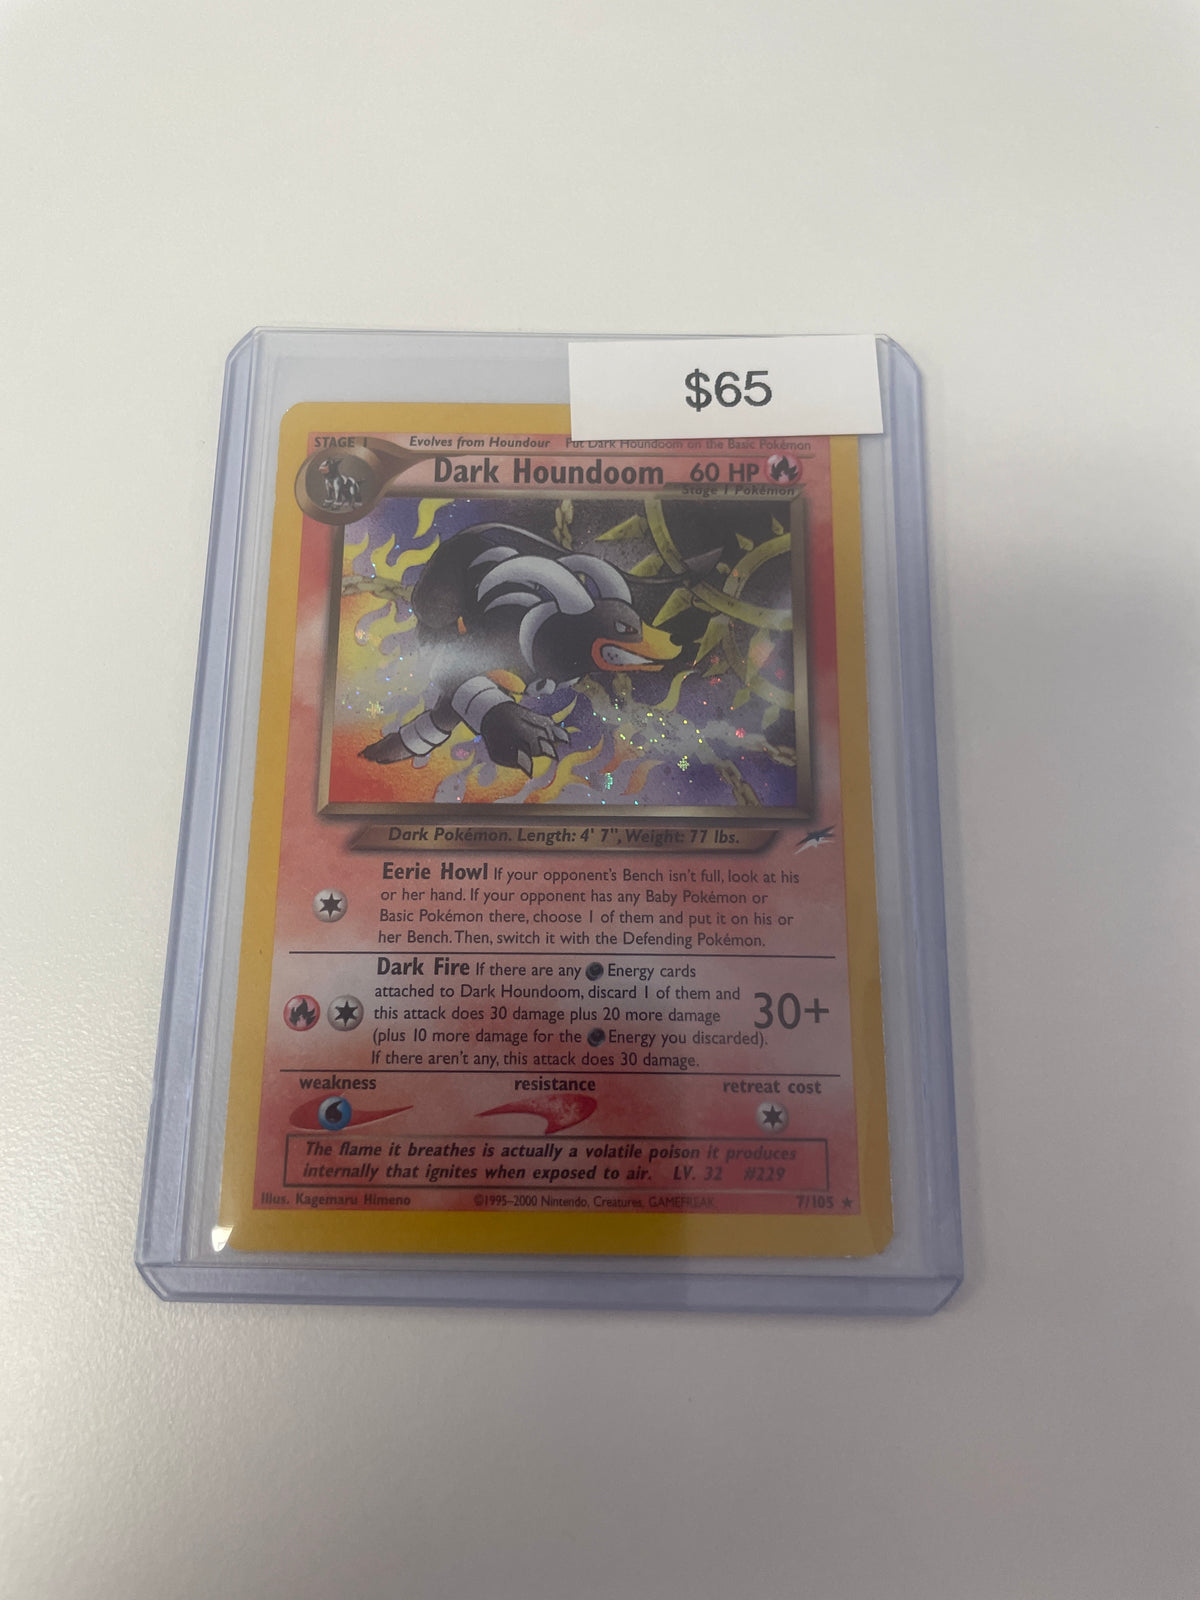 $65
STAGE 1 Evolves from Houndour Put Dark Houndoom on the Basic Pokémon
Dark Houndoom 60 HP
Stage 1 Pokémon
Dark Pokémon. Length: 4' 7", Weight: 77 lbs.
Eerie Howl If your opponent's Bench isn't full, look at his
or her hand. If your opponent has any Baby Pokémon or
Basic Pokémon there, choose 1 of them and put it on his or
her Bench. Then, switch it with the Defending Pokémon.
Dark Fire If there are any Energy cards
attached to Dark Houndoom, discard 1 of them and
this attack does 30 damage plus 20 more damage 30+
(plus 10 more damage for the Energy you discarded).
If there aren't any, this attack does 30 damage.
weakness resistance retreat cost
The flame it breathes is actually a volatile poison it produces
internally that ignites when exposed to air. LV. 32 #229
Illus. Kagemaru Himeno ©1995–2000 Nintendo, Creatures, GAMEFREAK. 7/105 ★